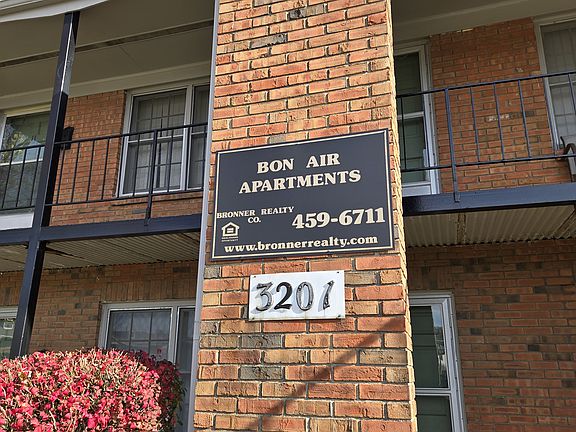 BON AIR
APARTMENTS
BRONNER REALTY
CO.
459-6711
www.bronnerrealty.com
3201